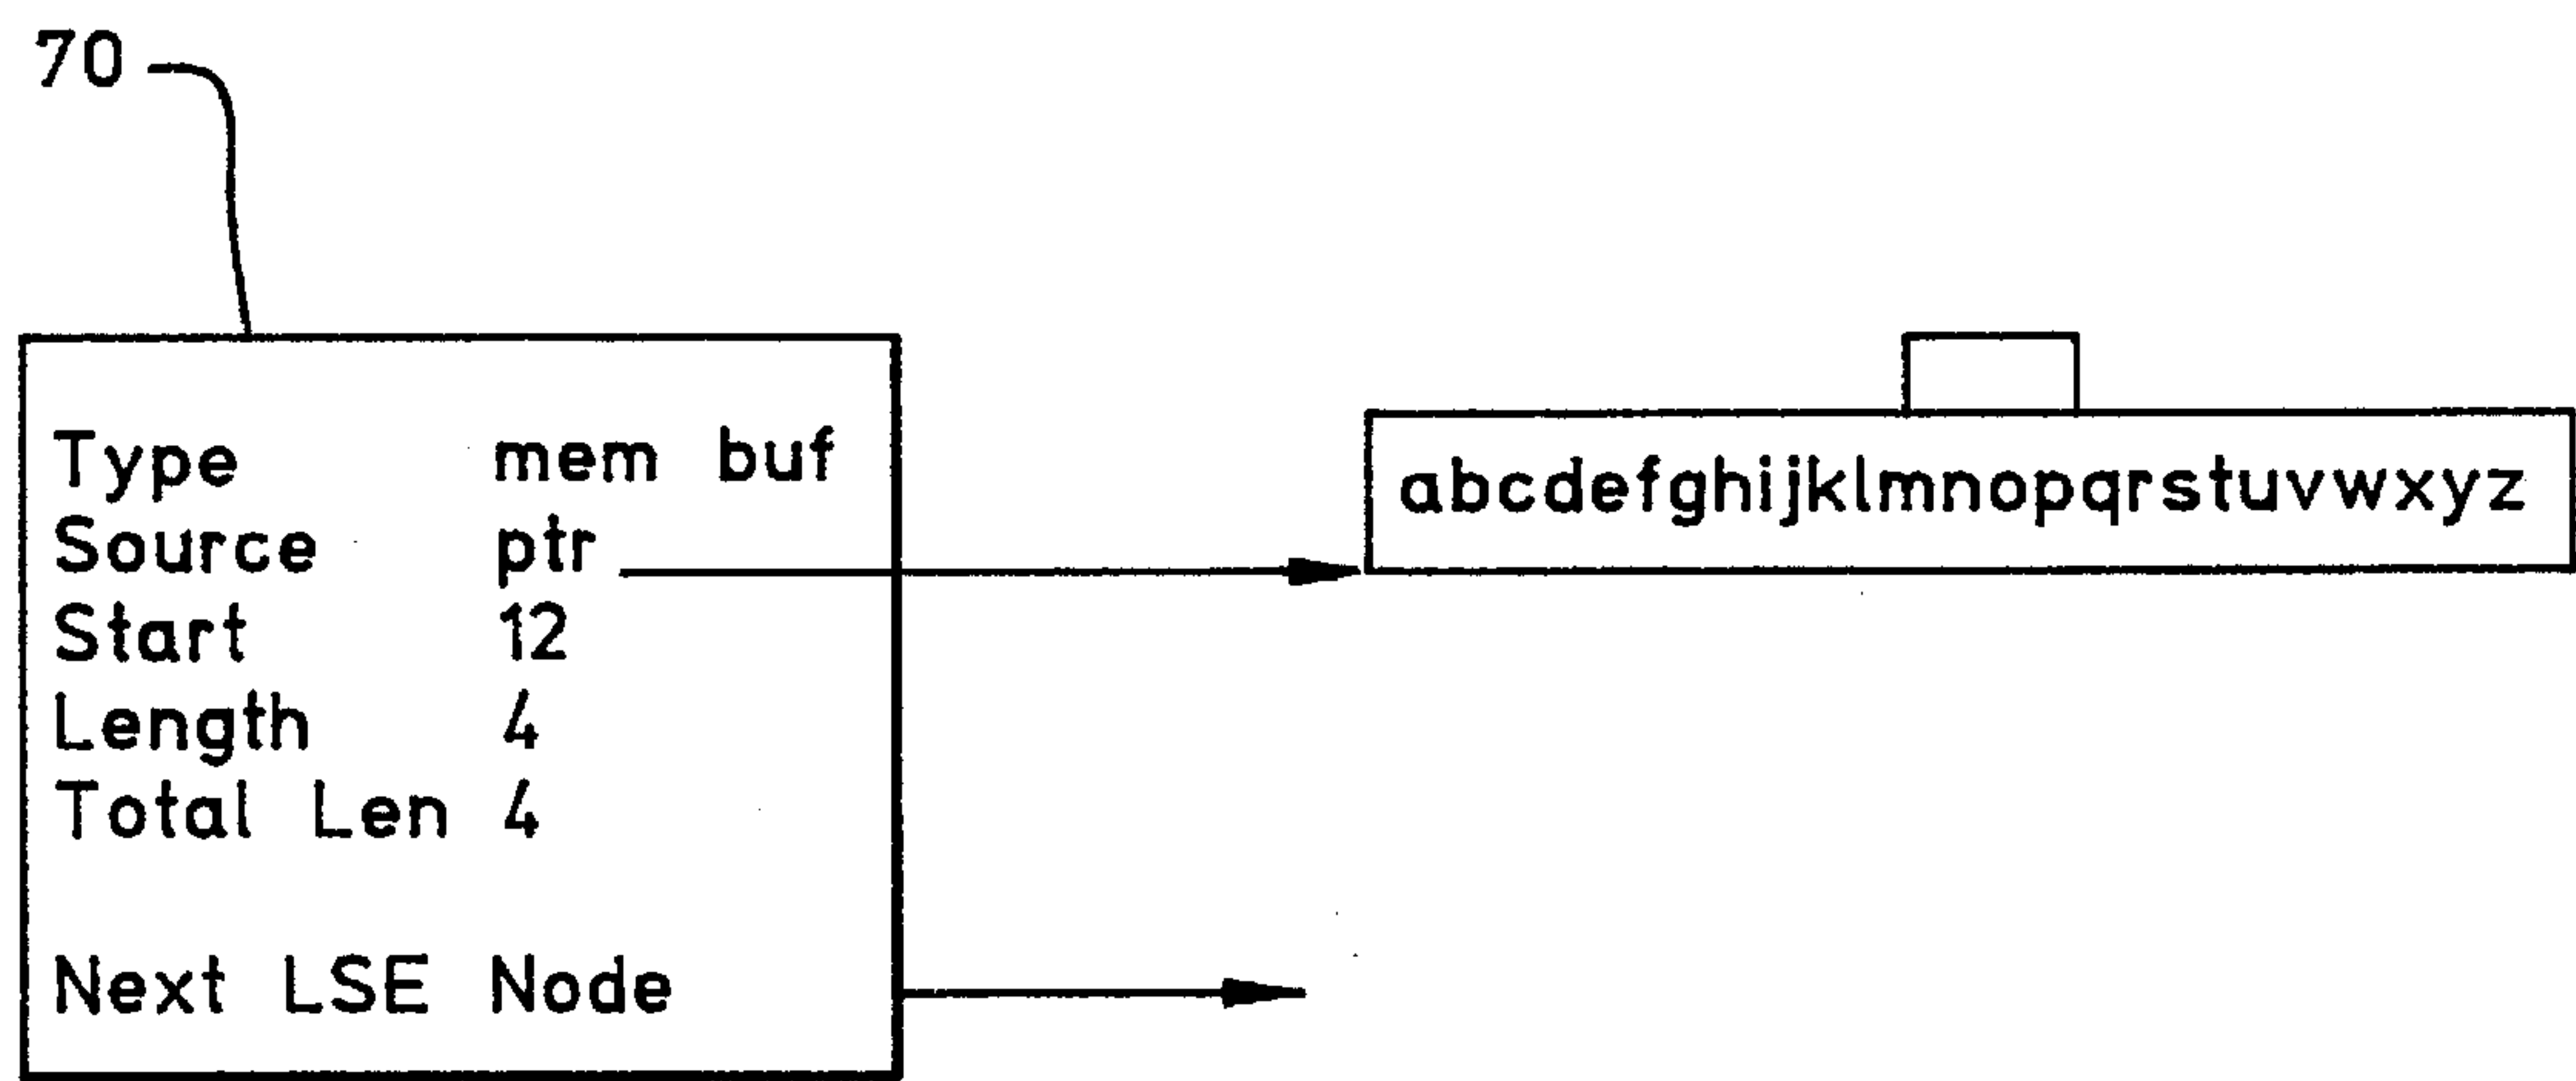 70
Type mem buf
Source ptr
Start 12
Length 4
Total Len 4
Next LSE Node
abcdefghijklmnopqrstuvwxyz